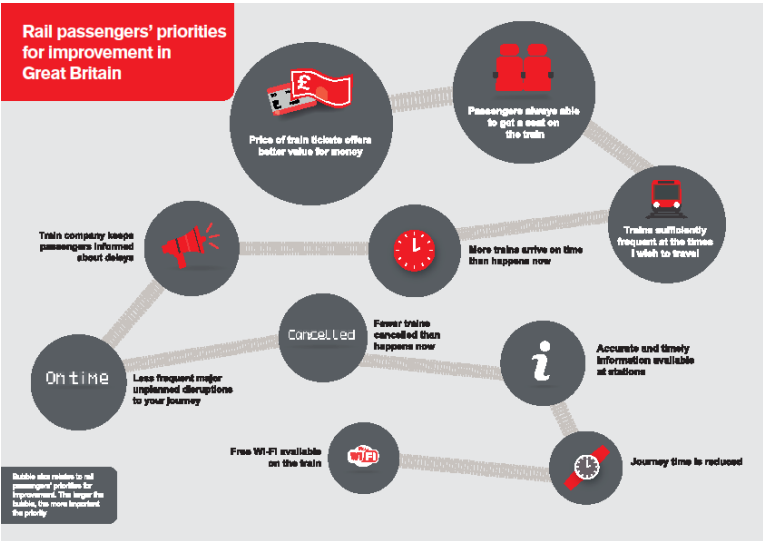 Rail passengers’ priorities
for improvement in
Great Britain
£
Price of train tickets offers
better value for money
Passengers always able
to get a seat on
the train
Trains sufficiently
frequent at the times
I wish to travel
More trains arrive on time
than happens now
Train company keeps
passengers informed
about delays
On time
Less frequent major
unplanned disruptions
to your journey
Cancelled
Fewer trains
cancelled than
happens now
i
Accurate and timely
information available
at stations
Journey time is reduced
WiFi
Free Wi-Fi available
on the train
Bubble size relates to rail
passengers’ priorities for
improvement. The larger the
bubble, the more important
the priority